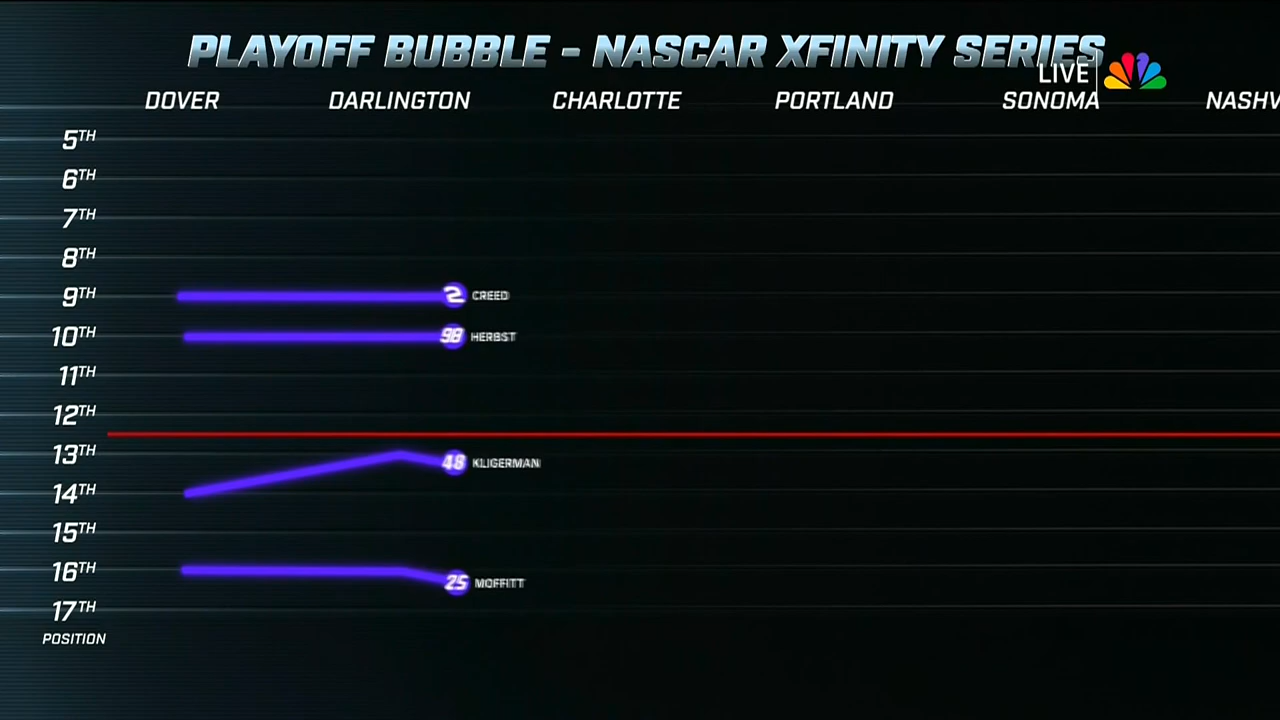 PLAYOFF BUBBLE - NASCAR XFINITY SERIES
LIVE
DOVER DARLINGTON CHARLOTTE PORTLAND SONOMA NASHV
5TH
6TH
7TH
8TH
9TH 2 CREED
10TH 98 HERBST
11TH
12TH
13TH 48 KLIGERMAN
14TH
15TH
16TH 25 MOFFITT
17TH
POSITION